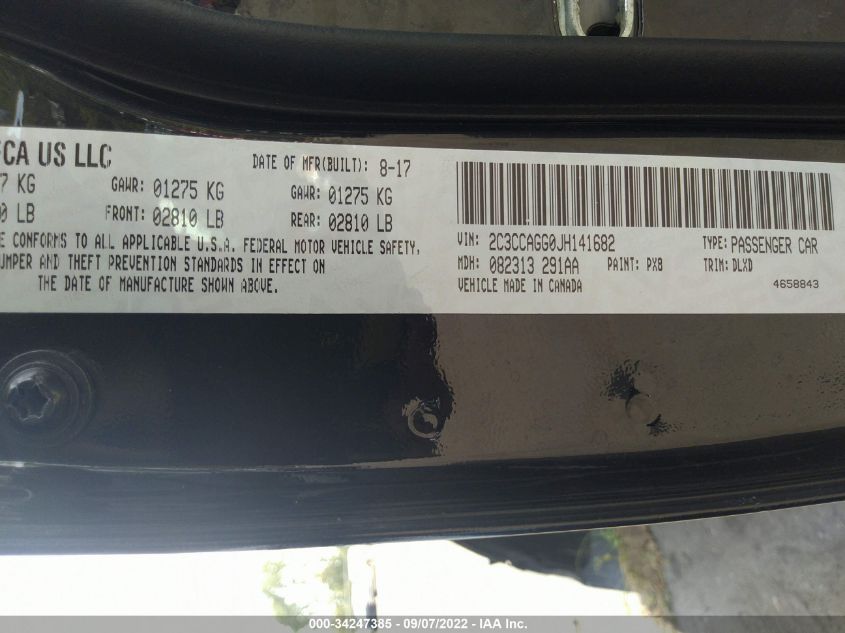 FCA US LLC
DATE OF MFR(BUILT): 8-17
7 KG GAWR: 01275 KG GAWR: 01275 KG
0 LB FRONT: 02810 LB REAR: 02810 LB
E CONFORMS TO ALL APPLICABLE U.S.A. FEDERAL MOTOR VEHICLE SAFETY,
UMPER AND THEFT PREVENTION STANDARDS IN EFFECT ON
THE DATE OF MANUFACTURE SHOWN ABOVE.
VIN: 2C3CCAGG0JH141682 TYPE: PASSENGER CAR
MDH: 082313 291AA PAINT: PX8 TRIM: DLXD
VEHICLE MADE IN CANADA 4658843
000-34247385 - 09/07/2022 - IAA Inc.